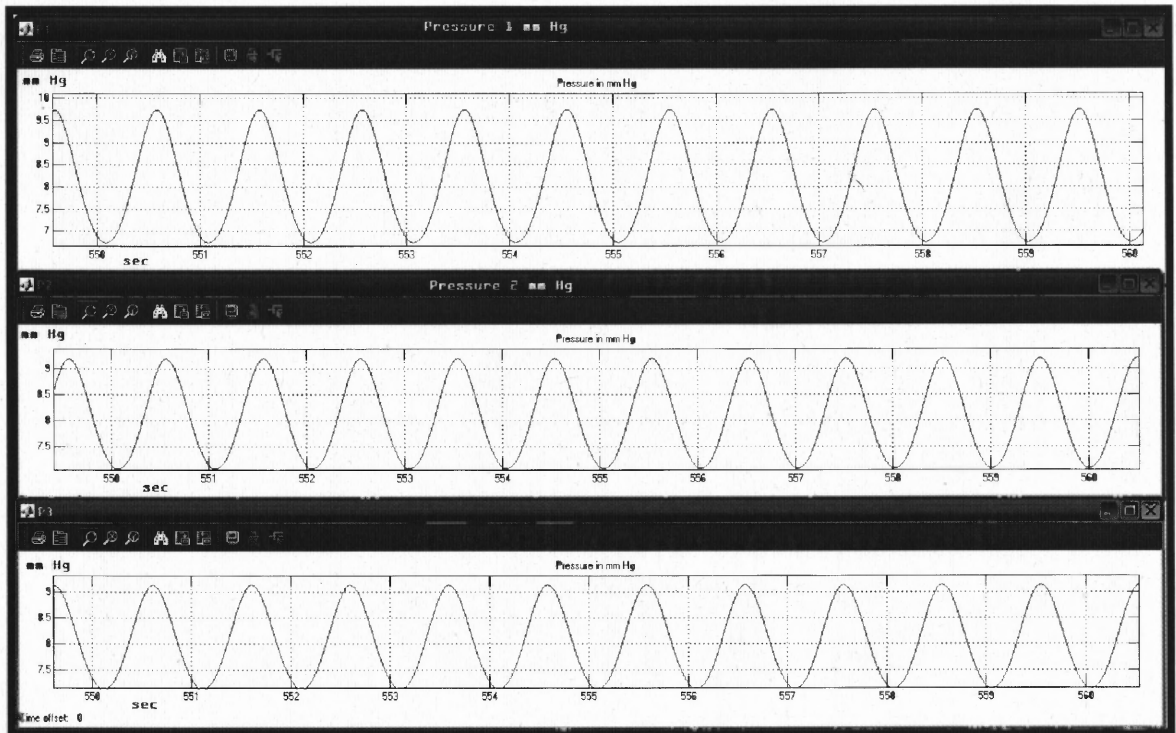 P1
Pressure 1 mm Hg
mm Hg
Pressure in mm Hg
10
9.5
9
8.5
8
7.5
7
550 551 552 553 554 555 556 557 558 559 560
sec
P2
Pressure 2 mm Hg
mm Hg
Pressure in mm Hg
9
8.5
8
7.5
550 551 552 553 554 555 556 557 558 559 560
sec
P3
mm Hg
Pressure in mm Hg
9
8.5
8
7.5
550 551 552 553 554 555 556 557 558 559 560
sec
Time offset: 0